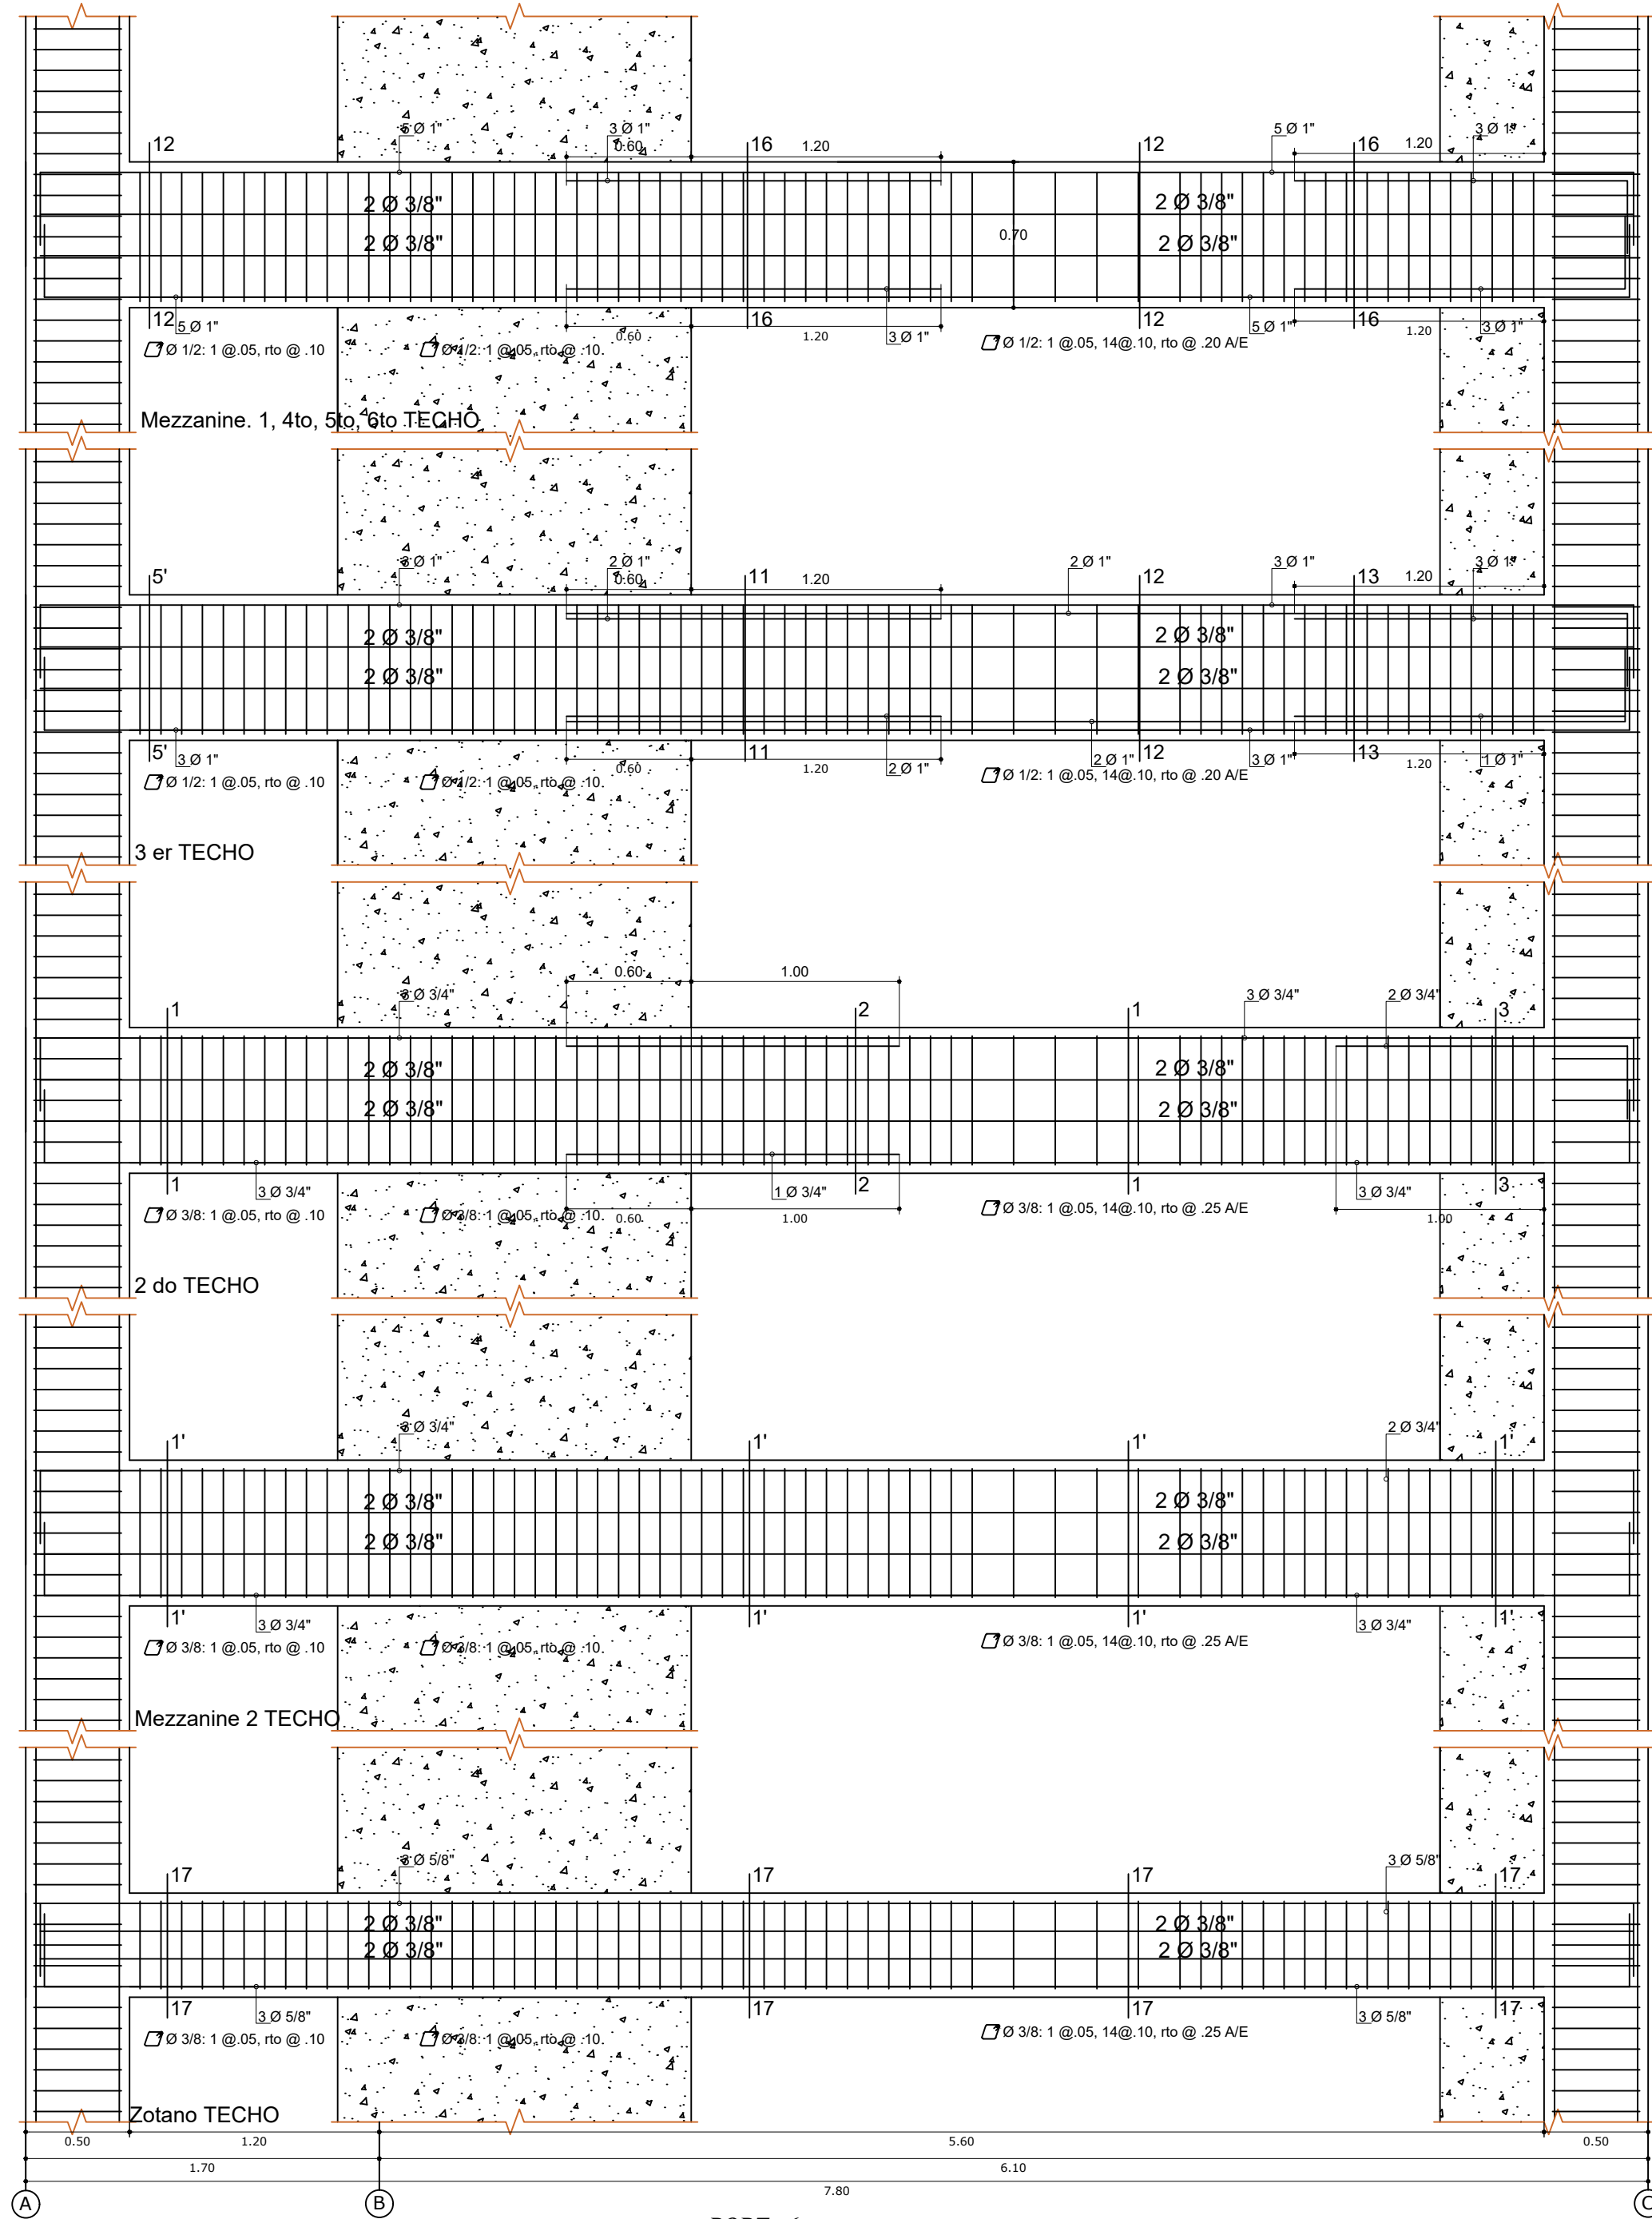 5 Ø 1" 3 Ø 1" 5 Ø 1" 3 Ø 1"
12 0.60 16 1.20 12 16 1.20
2 Ø 3/8" 2 Ø 3/8"
0.70
2 Ø 3/8" 2 Ø 3/8"
12 5 Ø 1" 0.60 16 1.20 3 Ø 1" 12 5 Ø 1" 16 1.20 3 Ø 1"
Ø 1/2: 1 @.05, rto @ .10 Ø 1/2: 1 @.05, rto @ .10. Ø 1/2: 1 @.05, 14@.10, rto @ .20 A/E
Mezzanine. 1, 4to, 5to, 6to TECHO
3 Ø 1" 2 Ø 1" 2 Ø 1" 3 Ø 1" 3 Ø 1"
5' 0.60 11 1.20 12 13 1.20
2 Ø 3/8" 2 Ø 3/8"
2 Ø 3/8" 2 Ø 3/8"
5' 3 Ø 1" 0.60 11 1.20 2 Ø 1" 2 Ø 1" 12 3 Ø 1" 13 1.20 1 Ø 1"
Ø 1/2: 1 @.05, rto @ .10 Ø 1/2: 1 @.05, rto @ .10. Ø 1/2: 1 @.05, 14@.10, rto @ .20 A/E
3 er TECHO
0.60 1.00
3 Ø 3/4" 3 Ø 3/4" 2 Ø 3/4"
1 2 1 3
2 Ø 3/8" 2 Ø 3/8"
2 Ø 3/8" 2 Ø 3/8"
1 3 Ø 3/4" 1 Ø 3/4" 2 1 3 Ø 3/4" 3
Ø 3/8: 1 @.05, rto @ .10 Ø 3/8: 1 @.05, rto @ .10. 0.60 1.00 Ø 3/8: 1 @.05, 14@.10, rto @ .25 A/E 1.00
2 do TECHO
3 Ø 3/4" 2 Ø 3/4"
1' 1' 1' 1'
2 Ø 3/8" 2 Ø 3/8"
2 Ø 3/8" 2 Ø 3/8"
1' 3 Ø 3/4" 1' 1' 3 Ø 3/4" 1'
Ø 3/8: 1 @.05, rto @ .10 Ø 3/8: 1 @.05, rto @ .10. Ø 3/8: 1 @.05, 14@.10, rto @ .25 A/E
Mezzanine 2 TECHO
3 Ø 5/8" 3 Ø 5/8"
17 17 17 17
2 Ø 3/8" 2 Ø 3/8"
2 Ø 3/8" 2 Ø 3/8"
17 3 Ø 5/8" 17 17 3 Ø 5/8" 17
Ø 3/8: 1 @.05, rto @ .10 Ø 3/8: 1 @.05, rto @ .10. Ø 3/8: 1 @.05, 14@.10, rto @ .25 A/E
Zotano TECHO
0.50 1.20 5.60 0.50
1.70 6.10
7.80
A B C